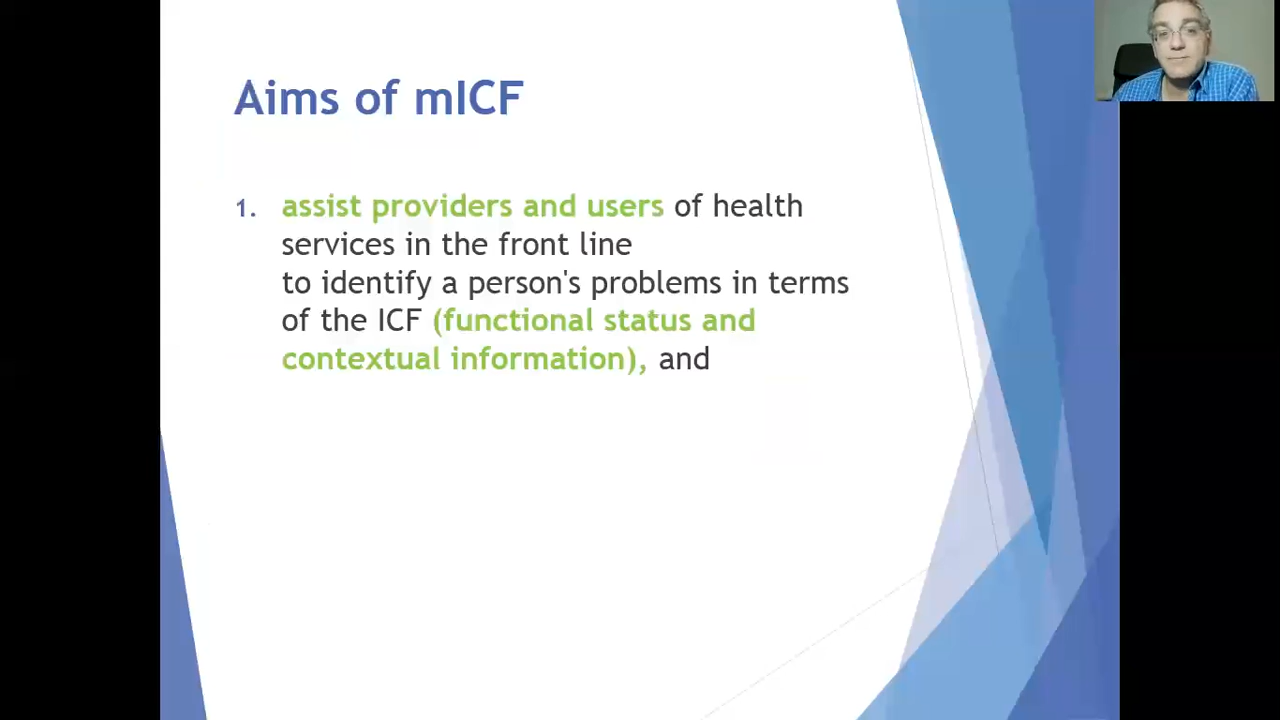 Aims of mICF
1. assist providers and users of health
services in the front line
to identify a person's problems in terms
of the ICF (functional status and
contextual information), and